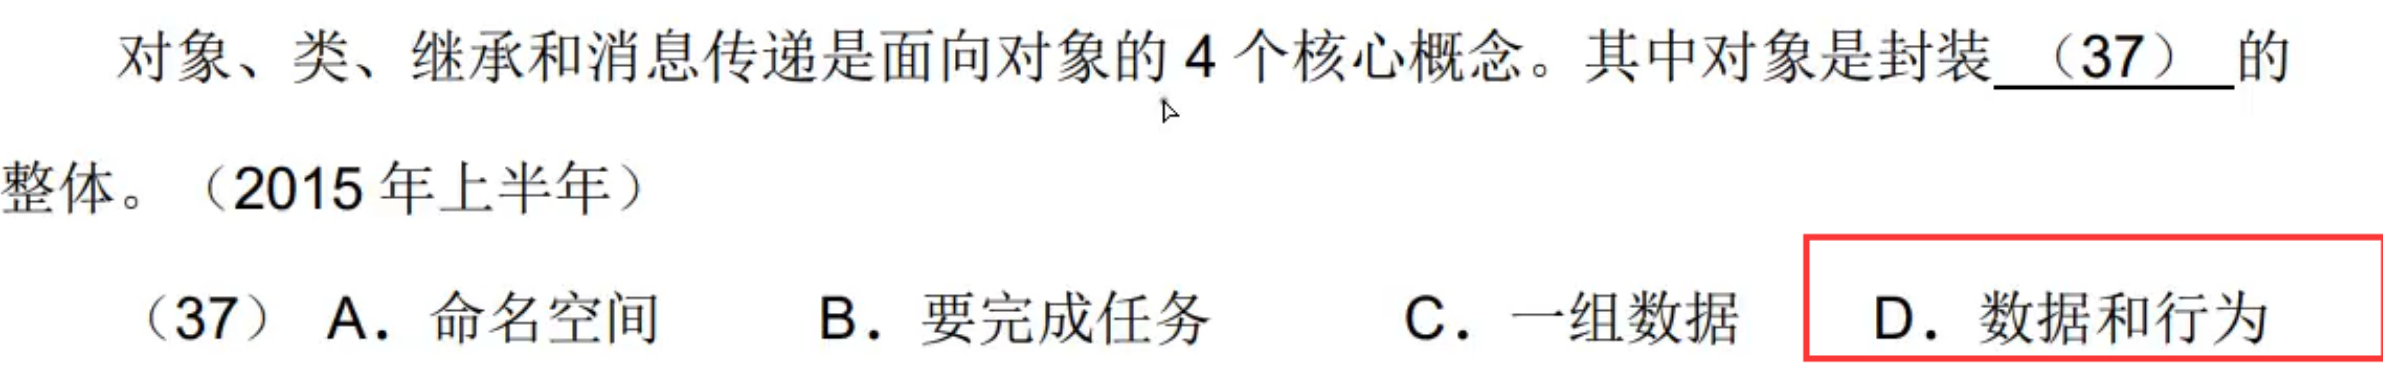 对象、类、继承和消息传递是面向对象的 4 个核心概念。其中对象是封装 （37） 的
整体。（2015 年上半年）
（37） A．命名空间 B．要完成任务 C．一组数据 D．数据和行为